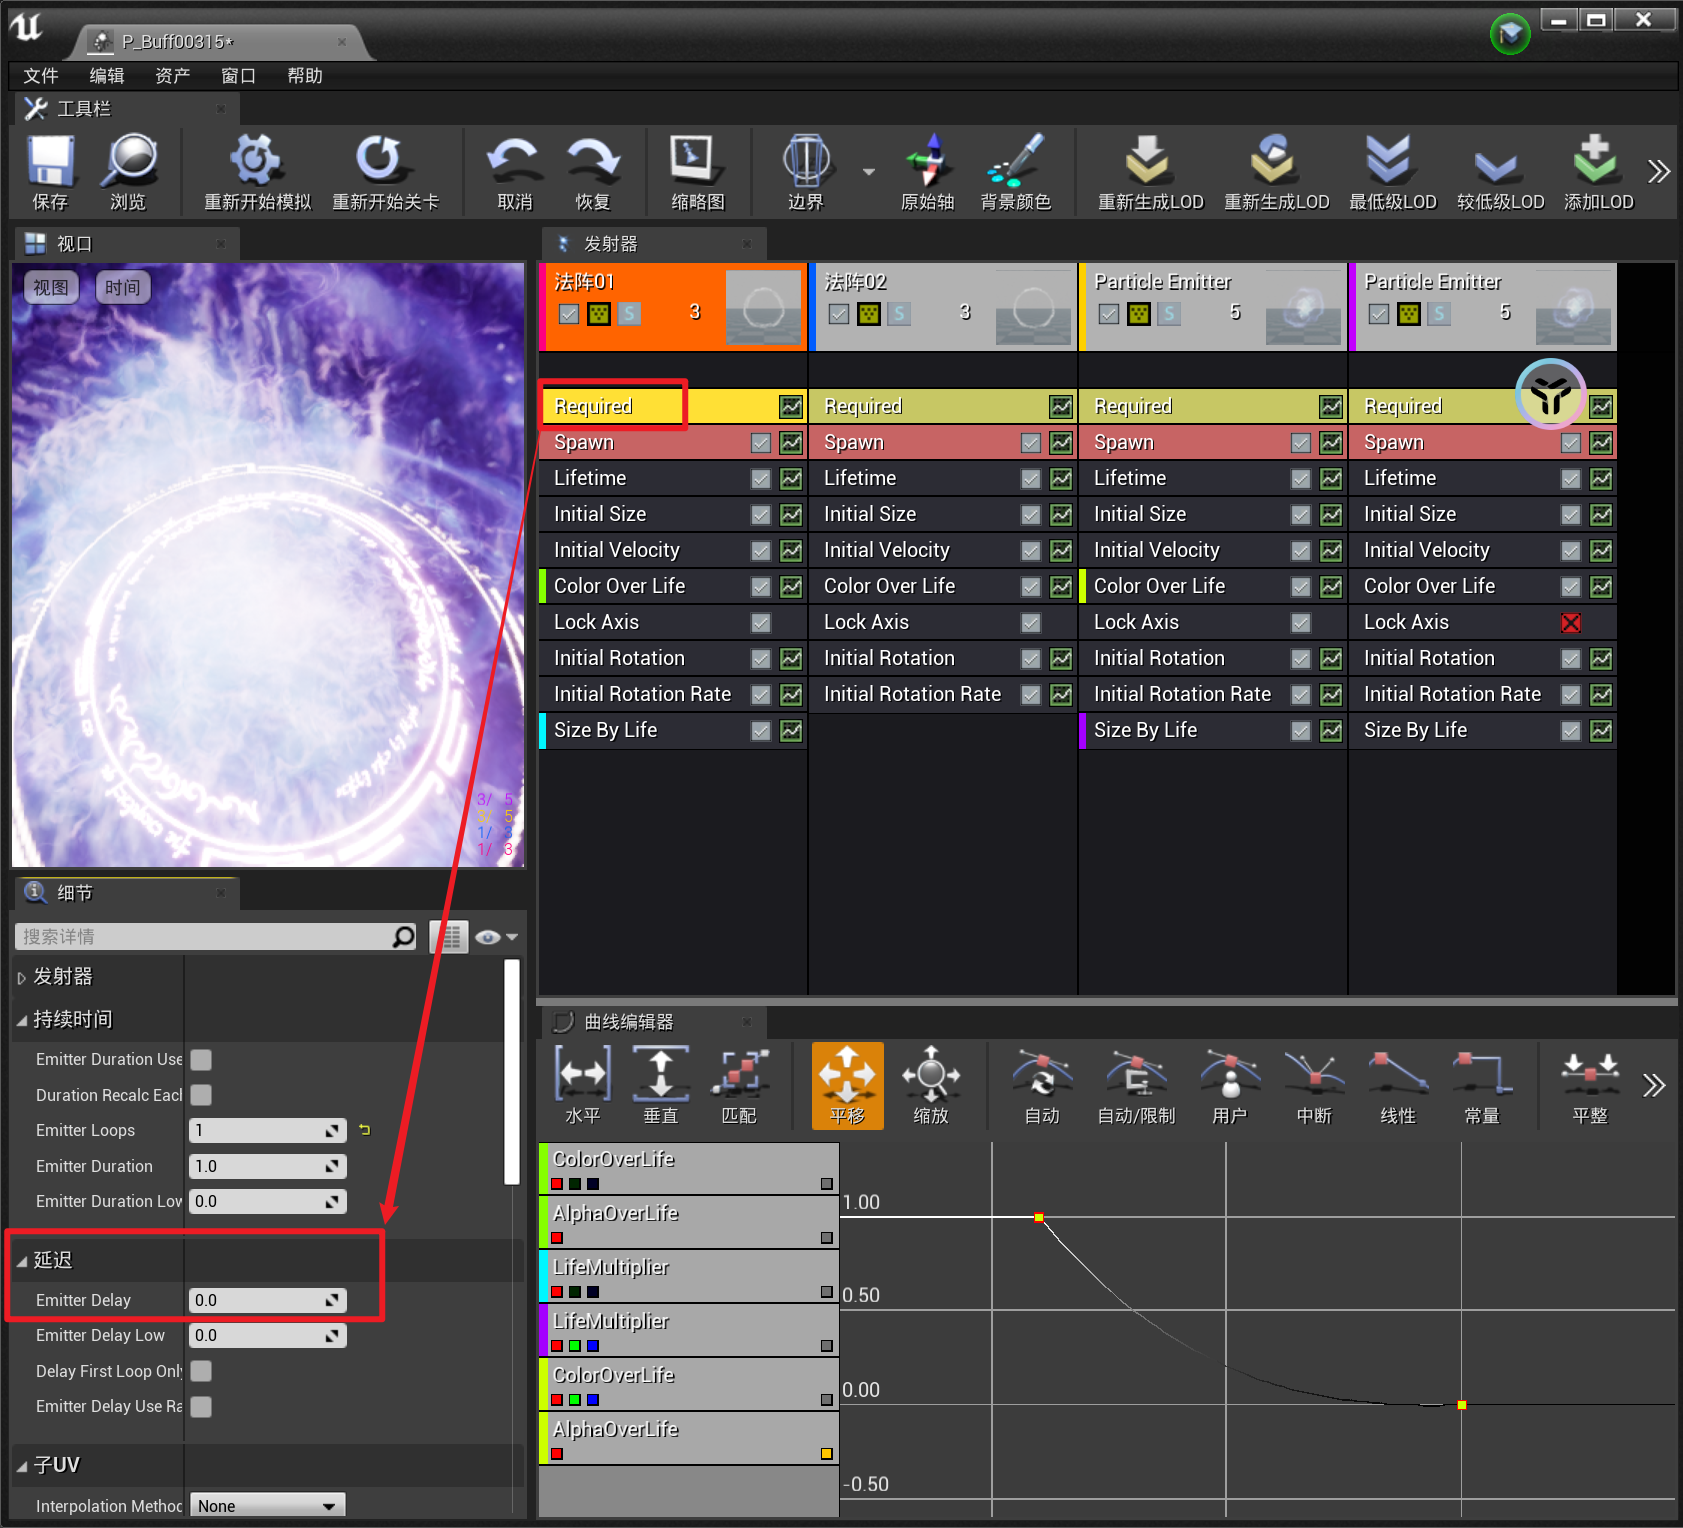 P_Buff00315*
文件 编辑 资产 窗口 帮助
工具栏
保存 浏览 重新开始模拟 重新开始关卡 取消 恢复 缩略图 边界 原始轴 背景颜色 重新生成LOD 重新生成LOD 最低级LOD 较低级LOD 添加LOD
视口
视图 时间
3/ 5
3/ 5
1/ 3
1/ 3
发射器
法阵01 法阵02 Particle Emitter Particle Emitter
S 3 S 3 S 5 S 5
Required Required Required Required
Spawn Spawn Spawn Spawn
Lifetime Lifetime Lifetime Lifetime
Initial Size Initial Size Initial Size Initial Size
Initial Velocity Initial Velocity Initial Velocity Initial Velocity
Color Over Life Color Over Life Color Over Life Color Over Life
Lock Axis Lock Axis Lock Axis Lock Axis
Initial Rotation Initial Rotation Initial Rotation Initial Rotation
Initial Rotation Rate Initial Rotation Rate Initial Rotation Rate Initial Rotation Rate
Size By Life Size By Life Size By Life
细节
搜索详情
发射器
持续时间
Emitter Duration Use
Duration Recalc Eacl
Emitter Loops 1
Emitter Duration 1.0
Emitter Duration Low 0.0
延迟
Emitter Delay 0.0
Emitter Delay Low 0.0
Delay First Loop Only
Emitter Delay Use Ra
子UV
Interpolation Method None
曲线编辑器
水平 垂直 匹配 平移 缩放 自动 自动/限制 用户 中断 线性 常量 平整
ColorOverLife
AlphaOverLife
LifeMultiplier
LifeMultiplier
ColorOverLife
AlphaOverLife
1.00
0.50
0.00
-0.50